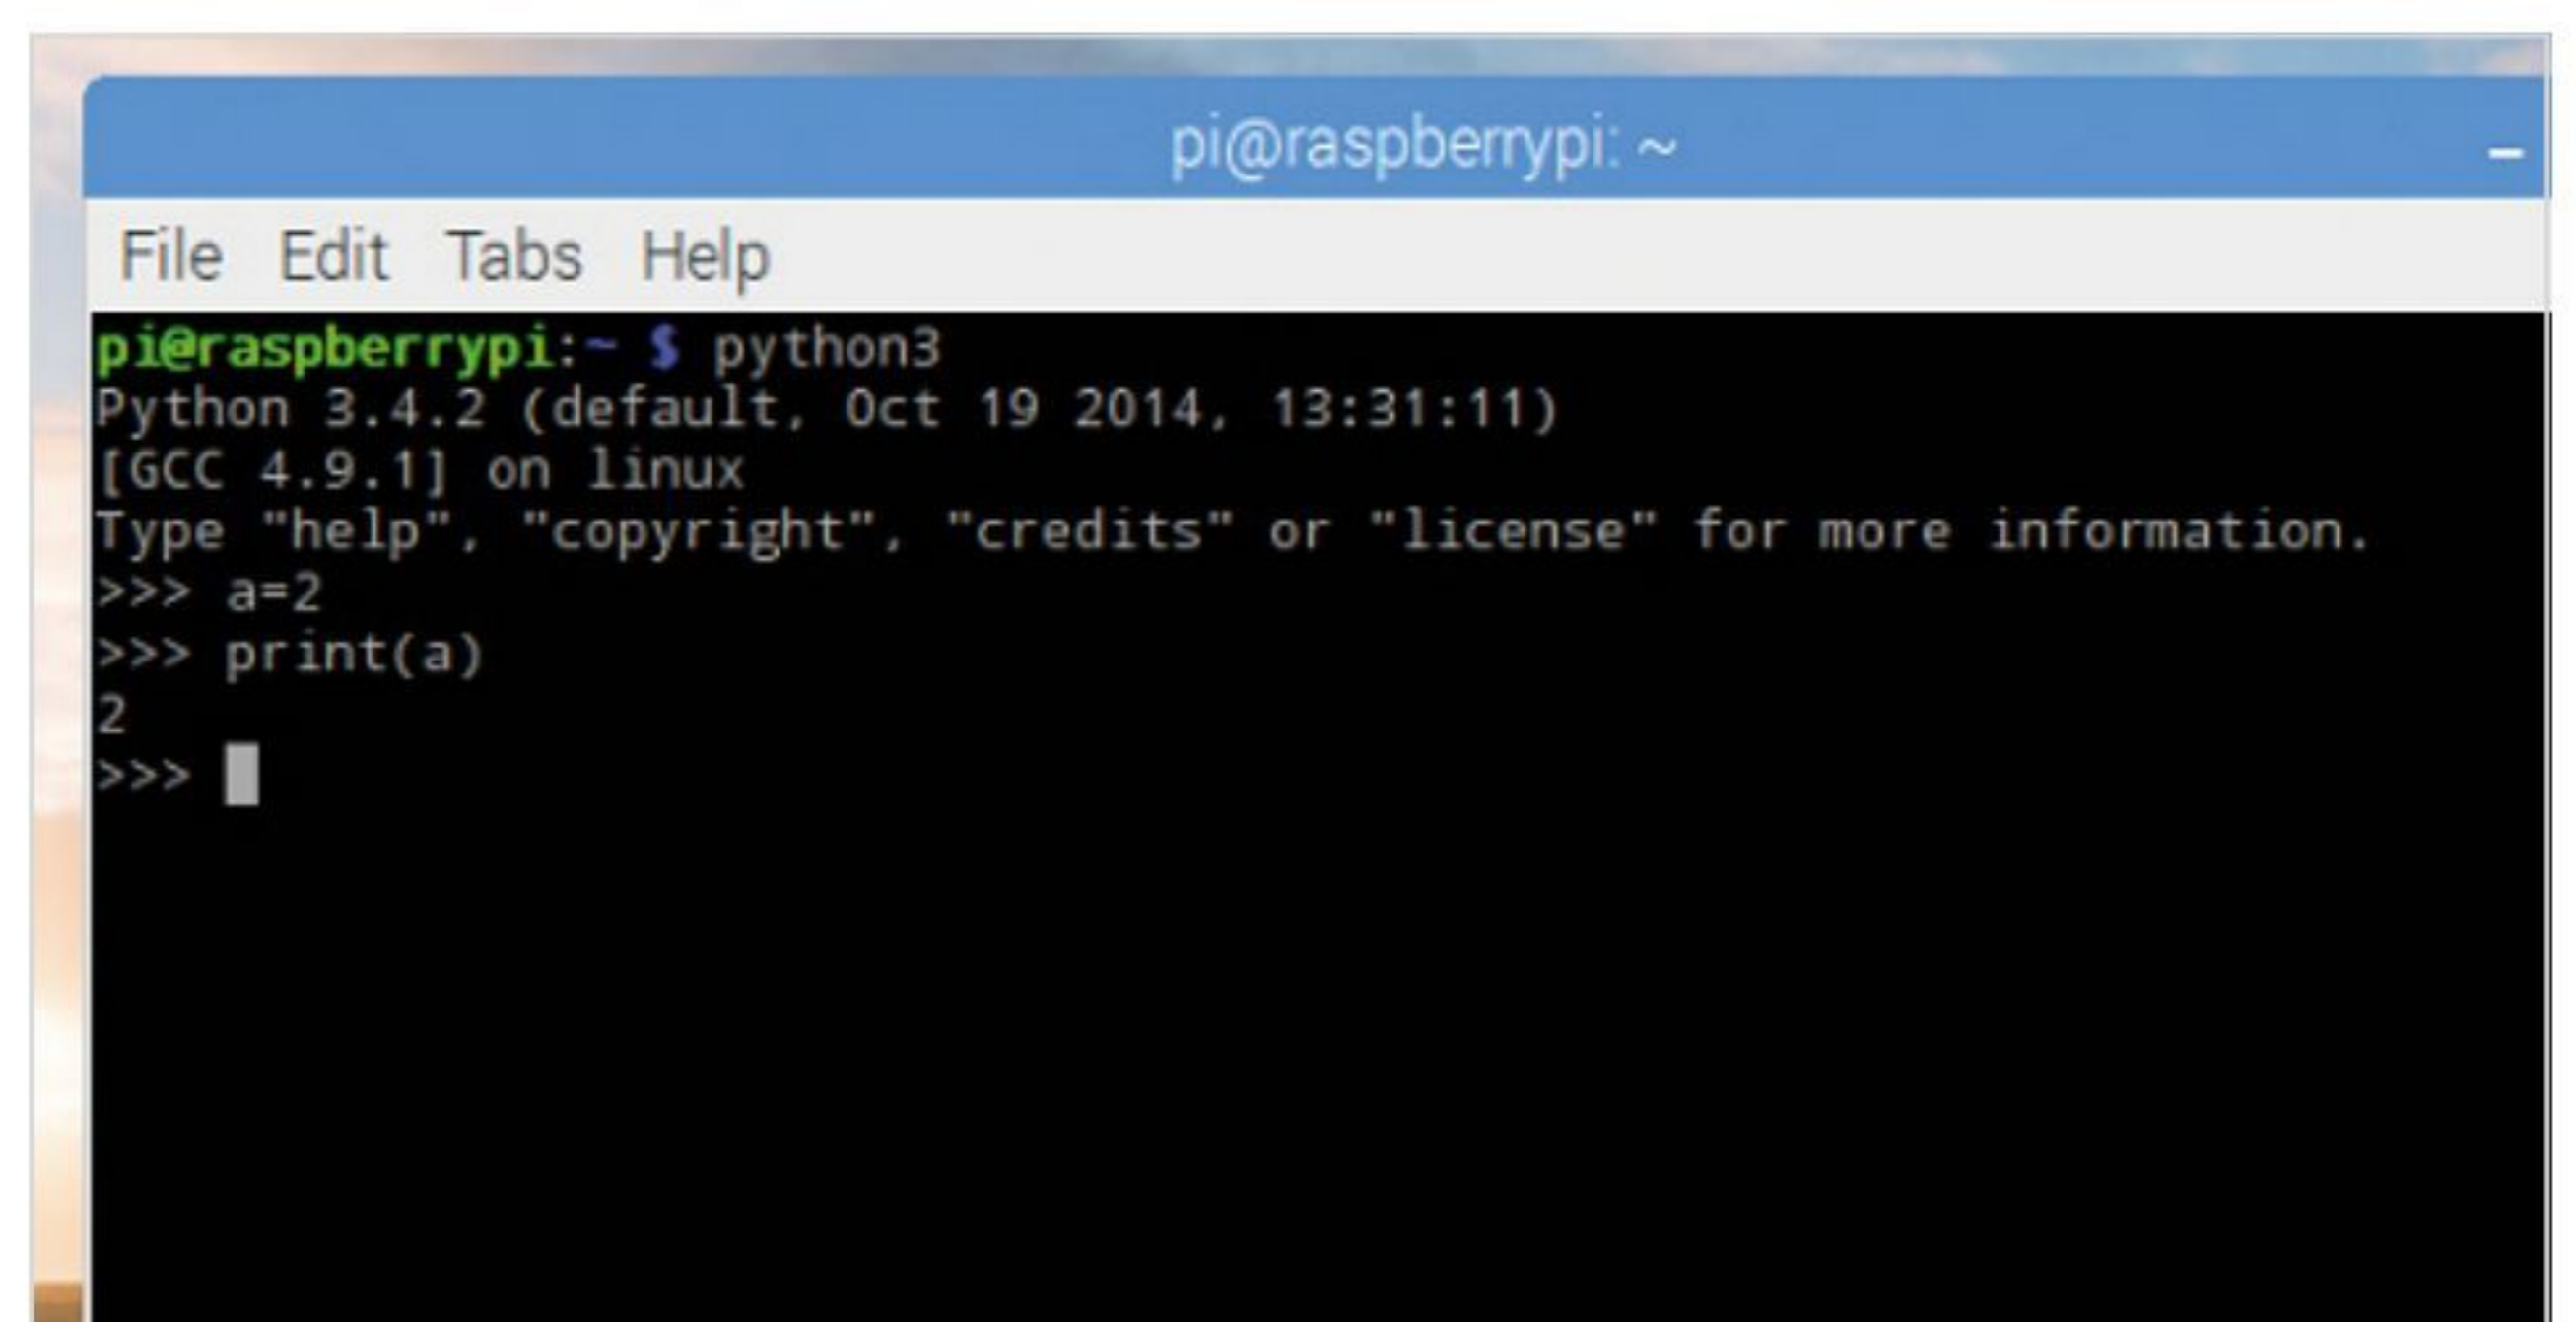 pi@raspberrypi: ~
File Edit Tabs Help
pi@raspberrypi:~ $ python3
Python 3.4.2 (default, Oct 19 2014, 13:31:11)
[GCC 4.9.1] on linux
Type "help", "copyright", "credits" or "license" for more information.
>>> a=2
>>> print(a)
2
>>>